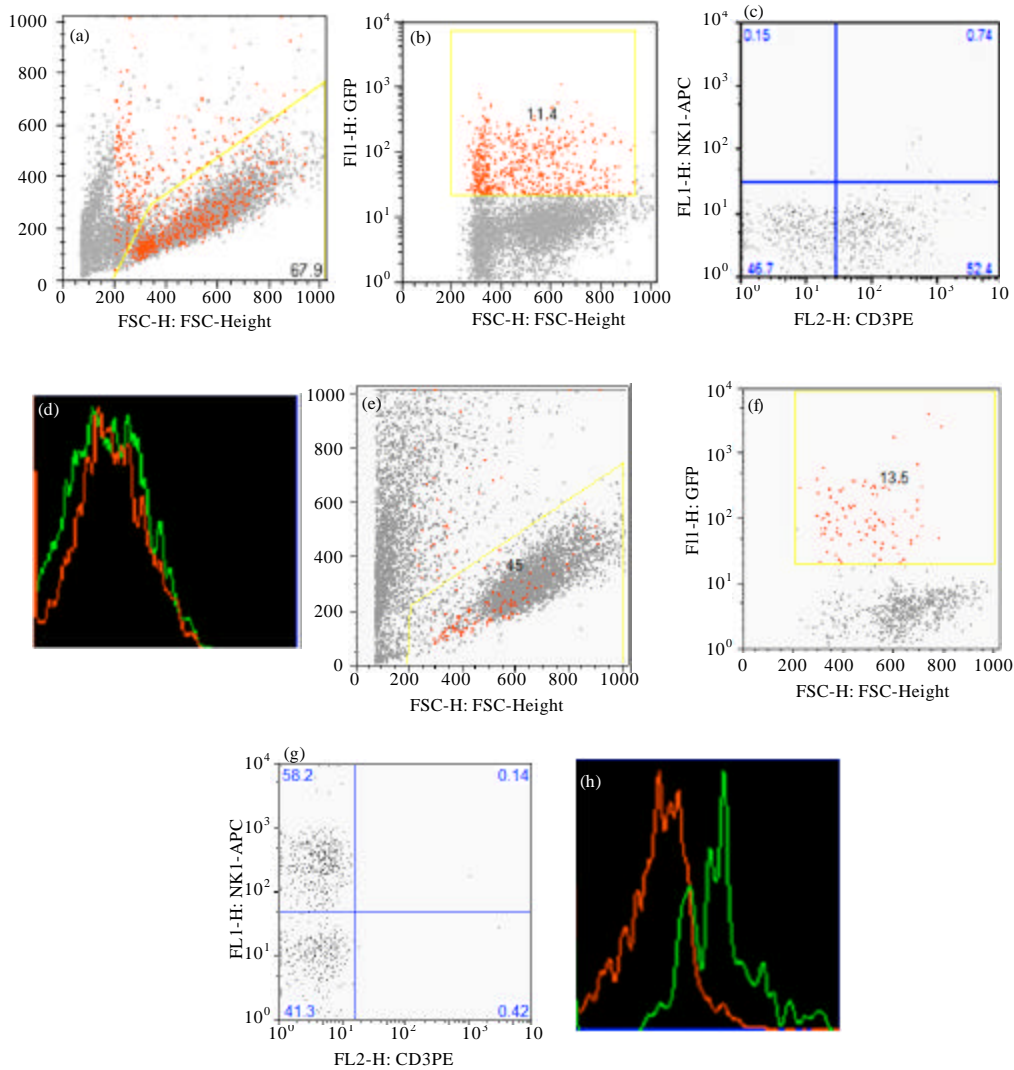 (a)
1000
800
600
400
200
0
0 200 400 600 800 1000
67.9
FSC-H: FSC-Height
(b)
10⁴
10³
10²
10¹
10⁰
Fl1-H: GFP
11.4
0 200 400 600 800 1000
FSC-H: FSC-Height
(c)
10⁴
10³
10²
10¹
10⁰
FL1-H: NK1-APC
0.15 0.74
46.7 52.4
10⁰ 10¹ 10² 10³ 10
FL2-H: CD3PE
(d)
(e)
1000
800
600
400
200
0
45
0 200 400 600 800 1000
FSC-H: FSC-Height
(f)
10⁴
10³
10²
10¹
10⁰
Fl1-H: GFP
13.5
0 200 400 600 800 1000
FSC-H: FSC-Height
(g)
10⁴
10³
10²
10¹
10⁰
FL1-H: NK1-APC
58.2 0.14
41.3 0.42
10⁰ 10¹ 10² 10³ 10
FL2-H: CD3PE
(h)